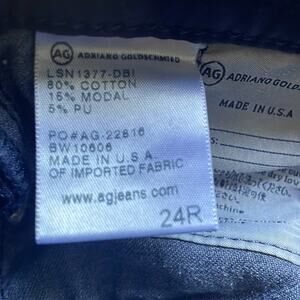 AG ADRIANO GOLDSCHMIED
LSN1377-DBI
80% COTTON
15% MODAL
5% PU
PO#AG-22816
BW10606
MADE IN U.S.A
OF IMPORTED FABRIC
www.agjeans.com
24R
AG ADRIANO GOLDS
MADE IN U.S.A